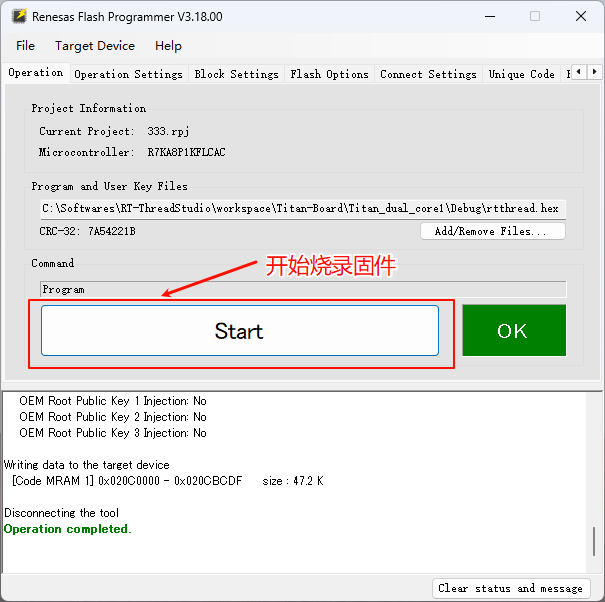 Renesas Flash Programmer V3.18.00
File Target Device Help
Operation Operation Settings Block Settings Flash Options Connect Settings Unique Code
Project Information
Current Project: 333.rpj
Microcontroller: R7KA8P1KFLCAC
Program and User Key Files
C:\Softwares\RT-ThreadStudio\workspace\Titan-Board\Titan_dual_core1\Debug\rtthread.hex
CRC-32: 7A54221B Add/Remove Files...
Command
开始烧录固件
Program
Start OK
OEM Root Public Key 1 Injection: No
OEM Root Public Key 2 Injection: No
OEM Root Public Key 3 Injection: No
Writing data to the target device
[Code MRAM 1] 0x020C0000 - 0x020CBCDF size : 47.2 K
Disconnecting the tool
Operation completed.
Clear status and message